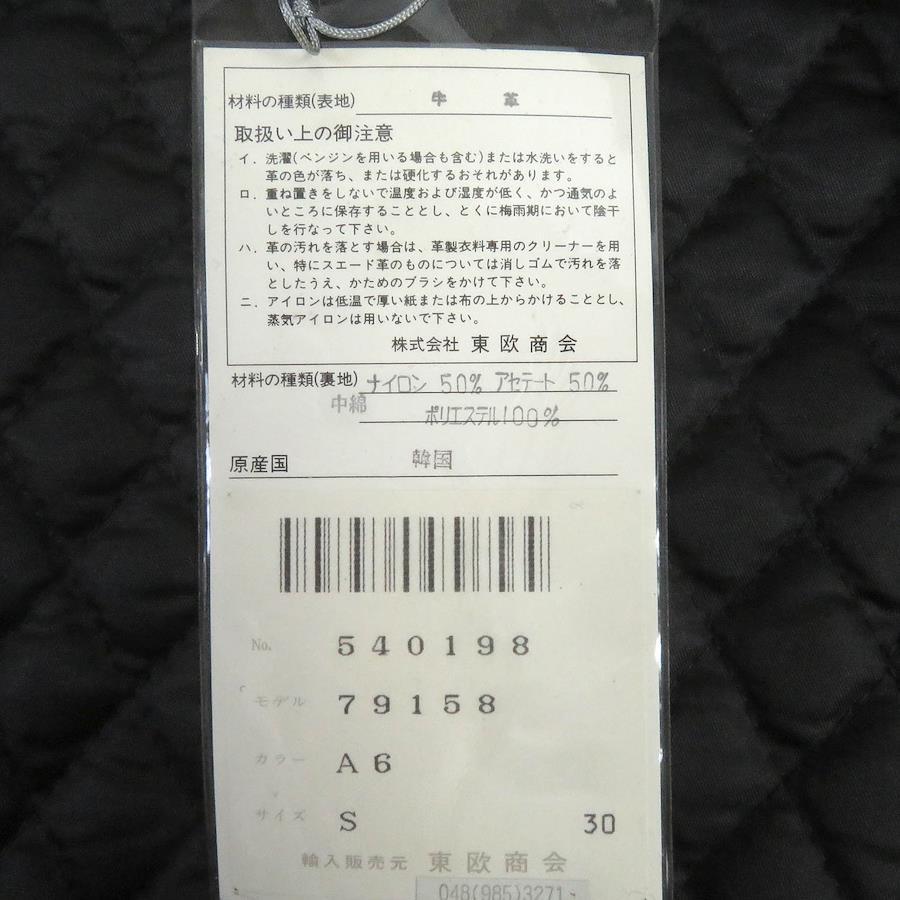 材料の種類(表地) 牛革
取扱い上の御注意
イ．洗濯(ベンジンを用いる場合も含む)または水洗いをすると
革の色が落ち、または硬化するおそれがあります。
ロ．重ね置きをしないで温度および湿度が低く、かつ通気のよ
いところに保存することとし、とくに梅雨期において陰干
しを行なって下さい。
ハ．革の汚れを落とす場合は、革製衣料専用のクリーナーを用
い、特にスエード革のものについては消しゴムで汚れを落
としたうえ、かためのブラシをかけて下さい。
ニ．アイロンは低温で厚い紙または布の上からかけることとし、
蒸気アイロンは用いないで下さい。
株式会社 東欧商会
材料の種類(裏地) ナイロン 50% アセテート 50%
中綿 ポリエステル100%
原産国 韓国
No. 540198
モデル 79158
カラー A6
サイズ S 30
輸入販売元 東欧商会
048(985)3271